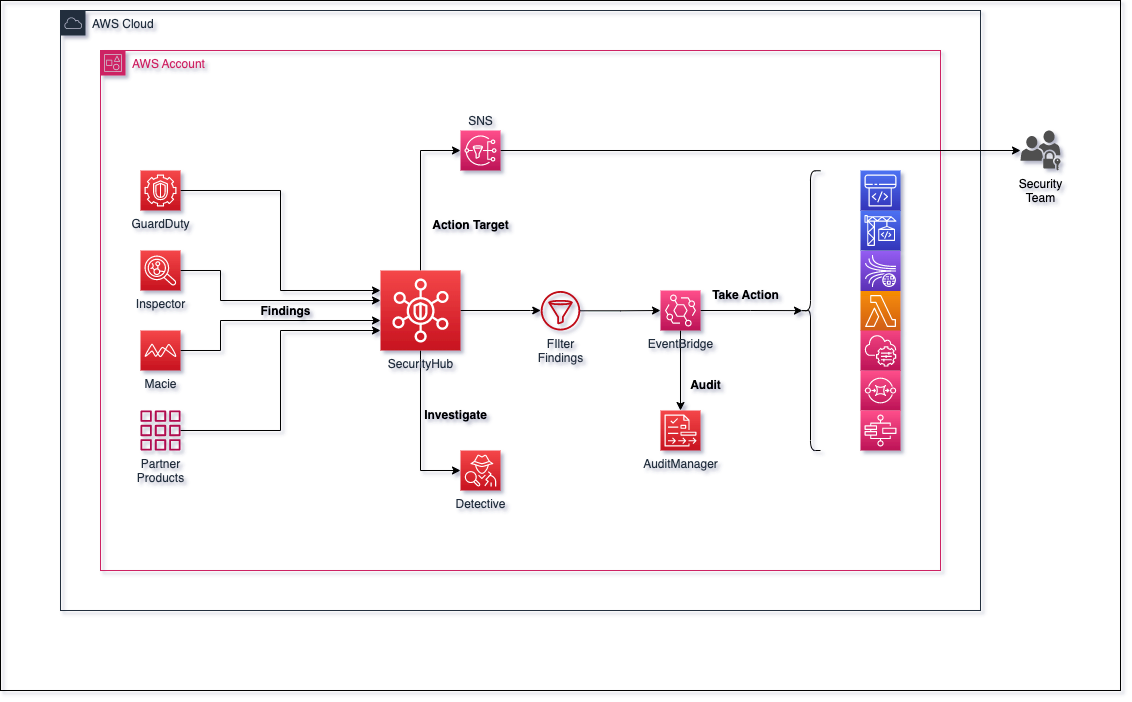 AWS Cloud
AWS Account
SNS
Security
Team
GuardDuty
Action Target
Inspector
Findings
Take Action
SecurityHub
FIlter
Findings
EventBridge
Macie
Audit
Investigate
Partner
Products
AuditManager
Detective